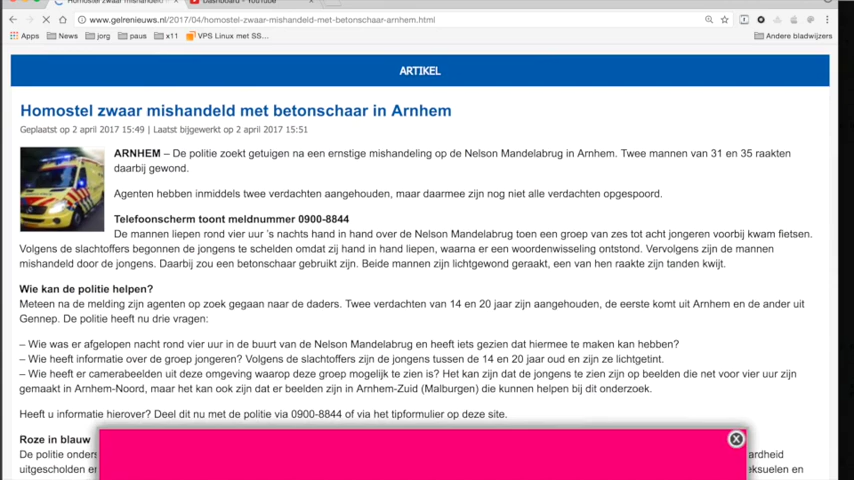 Homostel zwaar mishandeld
Dashboard - YouTube
www.gelrenieuws.nl/2017/04/homostel-zwaar-mishandeld-met-betonschaar-arnhem.html
Apps News jorg paus x11 VPS Linux met SS... Andere bladwijzers
ARTIKEL
Homostel zwaar mishandeld met betonschaar in Arnhem
Geplaatst op 2 april 2017 15:49 | Laatst bijgewerkt op 2 april 2017 15:51
ARNHEM – De politie zoekt getuigen na een ernstige mishandeling op de Nelson Mandelabrug in Arnhem. Twee mannen van 31 en 35 raakten
daarbij gewond.
Agenten hebben inmiddels twee verdachten aangehouden, maar daarmee zijn nog niet alle verdachten opgespoord.
Telefoonscherm toont meldnummer 0900-8844
De mannen liepen rond vier uur 's nachts hand in hand over de Nelson Mandelabrug toen een groep van zes tot acht jongeren voorbij kwam fietsen.
Volgens de slachtoffers begonnen de jongens te schelden omdat zij hand in hand liepen, waarna er een woordenwisseling ontstond. Vervolgens zijn de mannen
mishandeld door de jongens. Daarbij zou een betonschaar gebruikt zijn. Beide mannen zijn lichtgewond geraakt, een van hen raakte zijn tanden kwijt.
Wie kan de politie helpen?
Meteen na de melding zijn agenten op zoek gegaan naar de daders. Twee verdachten van 14 en 20 jaar zijn aangehouden, de eerste komt uit Arnhem en de ander uit
Gennep. De politie heeft nu drie vragen:
– Wie was er afgelopen nacht rond vier uur in de buurt van de Nelson Mandelabrug en heeft iets gezien dat hiermee te maken kan hebben?
– Wie heeft informatie over de groep jongeren? Volgens de slachtoffers zijn de jongens tussen de 14 en 20 jaar oud en zijn ze lichtgetint.
– Wie heeft er camerabeelden uit deze omgeving waarop deze groep mogelijk te zien is? Het kan zijn dat de jongens te zien zijn op beelden die net voor vier uur zijn
gemaakt in Arnhem-Noord, maar het kan ook zijn dat er beelden zijn in Arnhem-Zuid (Malburgen) die kunnen helpen bij dit onderzoek.
Heeft u informatie hierover? Deel dit nu met de politie via 0900-8844 of via het tipformulier op deze site.
Roze in blauw
De politie onders aardheid
uitgescholden en eksuelen en